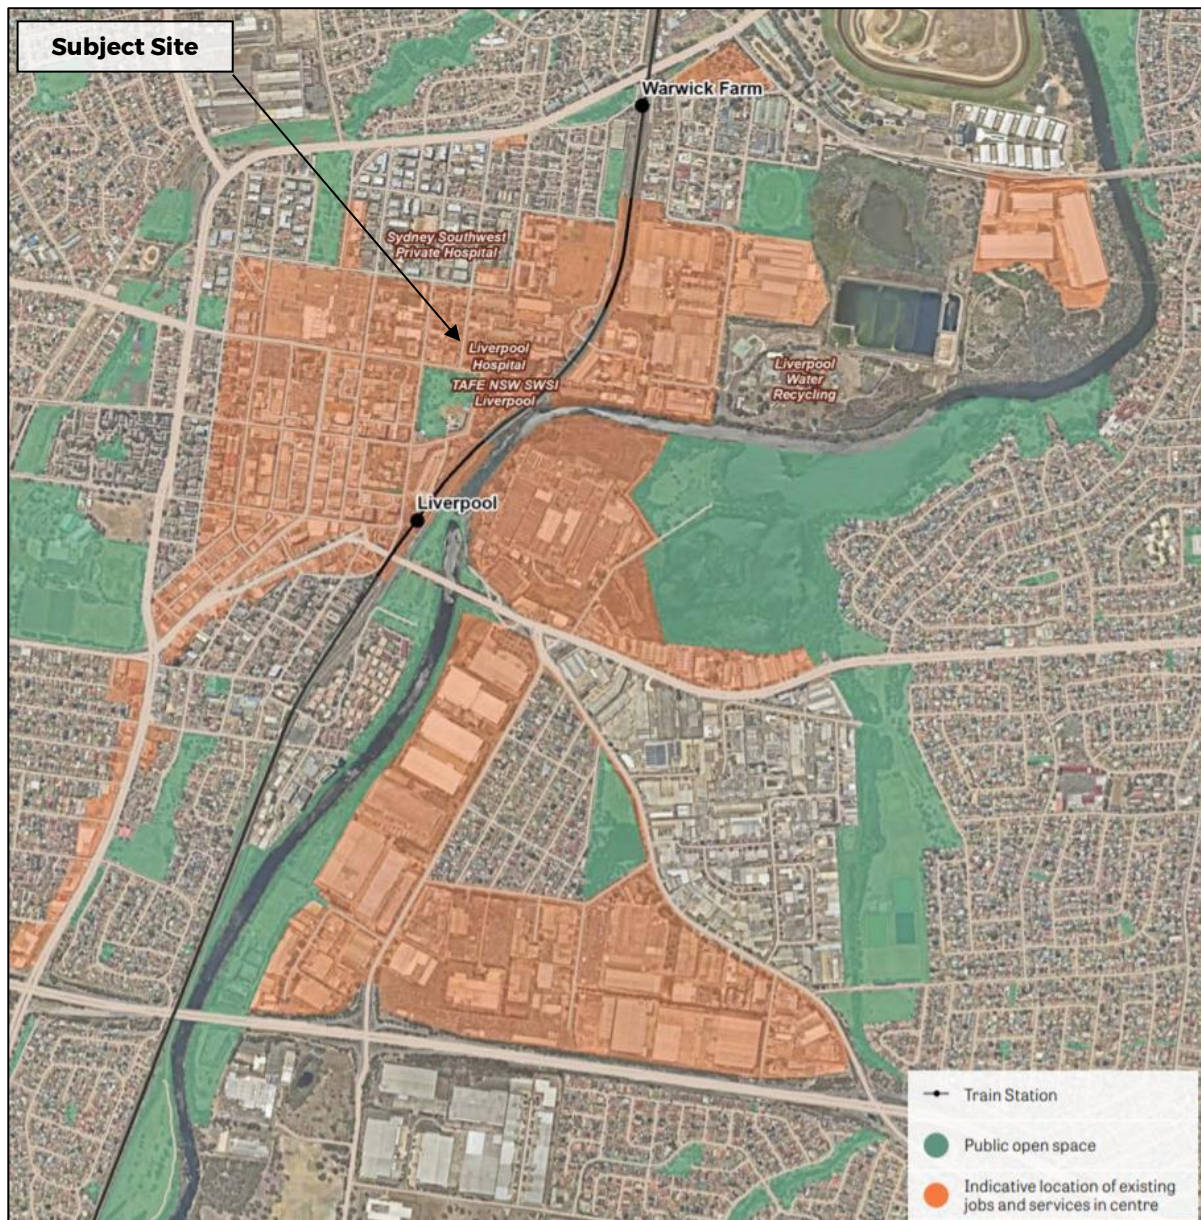 Subject Site
Warwick Farm
Sydney Southwest
Private Hospital
Liverpool
Hospital
TAFE NSW SWSI
Liverpool
Liverpool
Water
Recycling
Liverpool
Train Station
Public open space
Indicative location of existing
jobs and services in centre